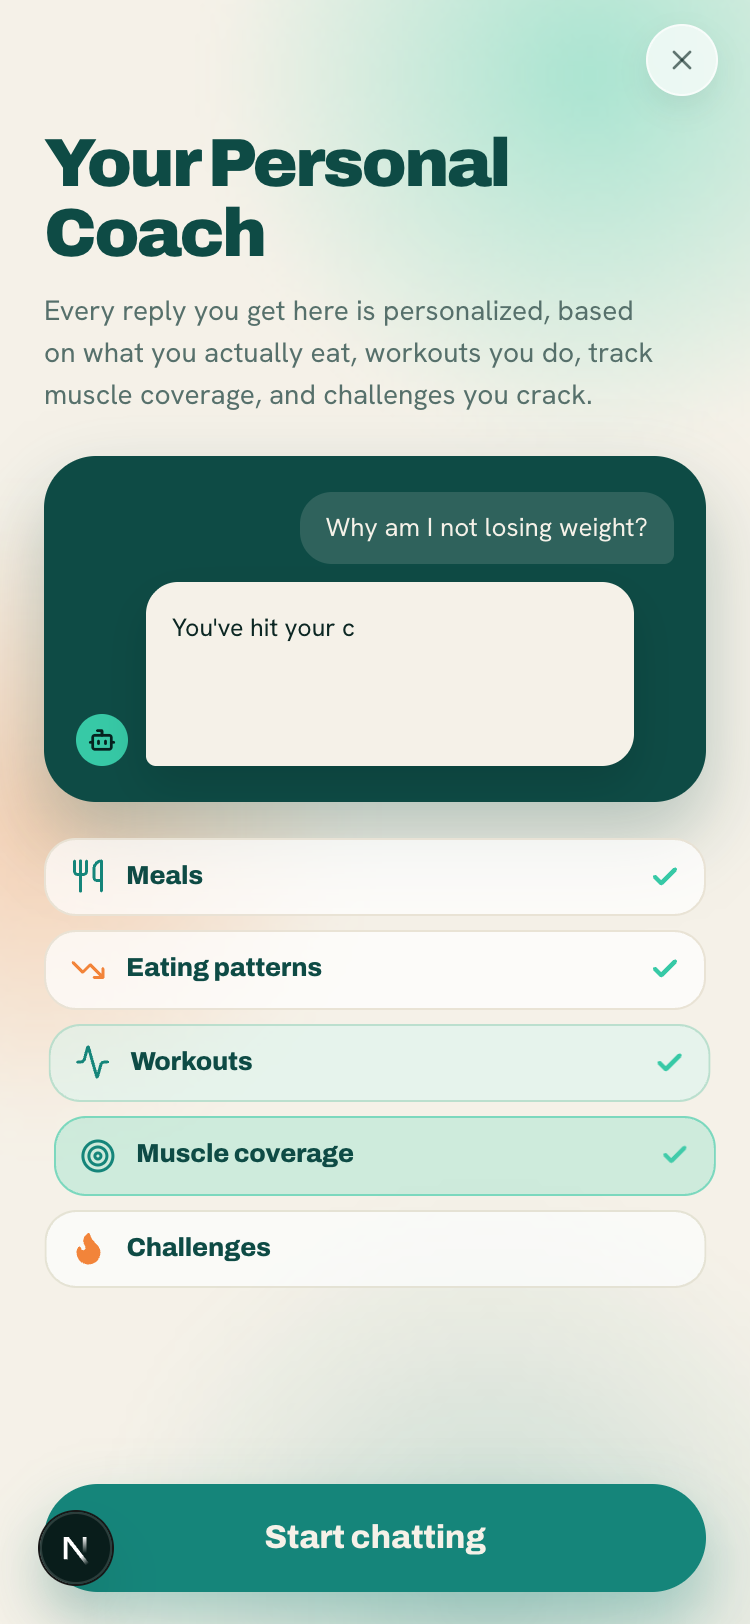 Your Personal
Coach
Every reply you get here is personalized, based
on what you actually eat, workouts you do, track
muscle coverage, and challenges you crack.
Why am I not losing weight?
You've hit your c
Meals
Eating patterns
Workouts
Muscle coverage
Challenges
Start chatting
N